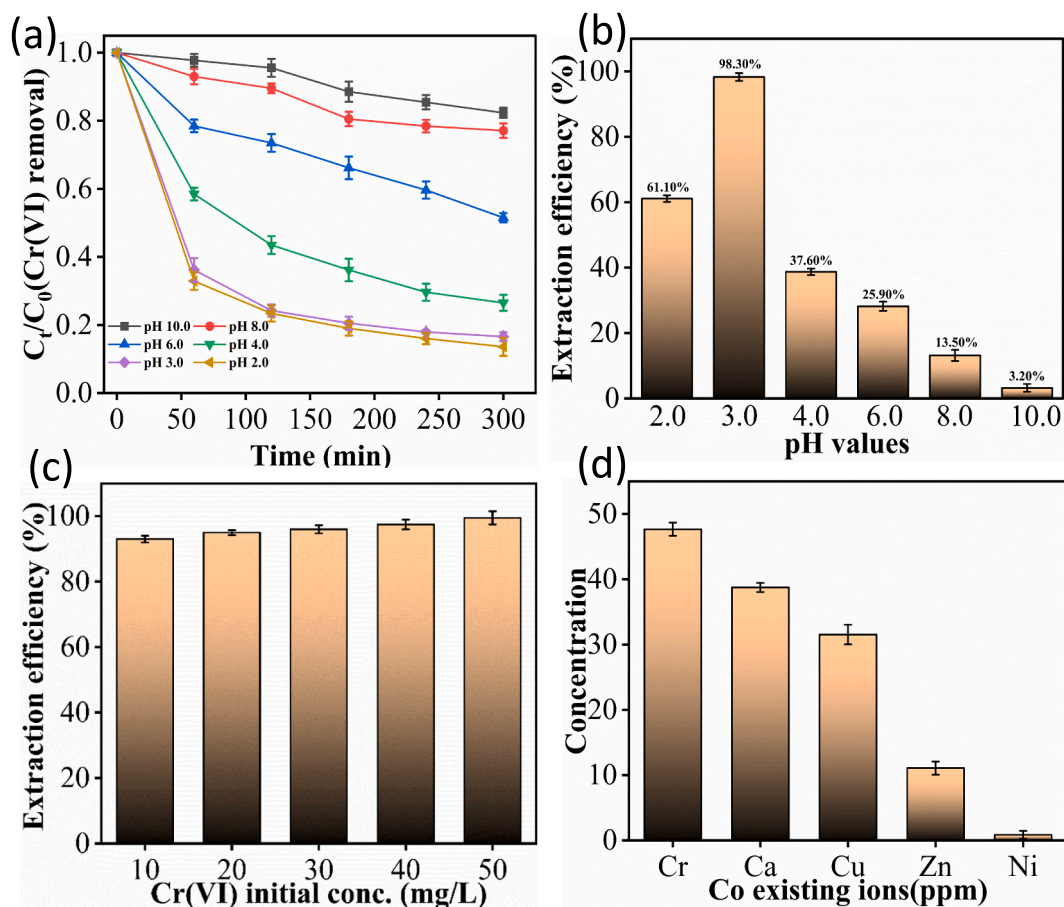 (a)
Cₜ/C₀(Cr(VI) removal)
1.0
0.8
0.6
0.4
0.2
0.0
pH 10.0 pH 8.0
pH 6.0 pH 4.0
pH 3.0 pH 2.0
0 50 100 150 200 250 300
Time (min)
(b)
Extraction efficiency (%)
100
80
60
40
20
0
61.10%
98.30%
37.60%
25.90%
13.50%
3.20%
2.0 3.0 4.0 6.0 8.0 10.0
pH values
(c)
Extraction efficiency (%)
100
80
60
40
20
0
10 20 30 40 50
Cr(VI) initial conc. (mg/L)
(d)
Concentration
50
40
30
20
10
0
Cr Ca Cu Zn Ni
Co existing ions(ppm)